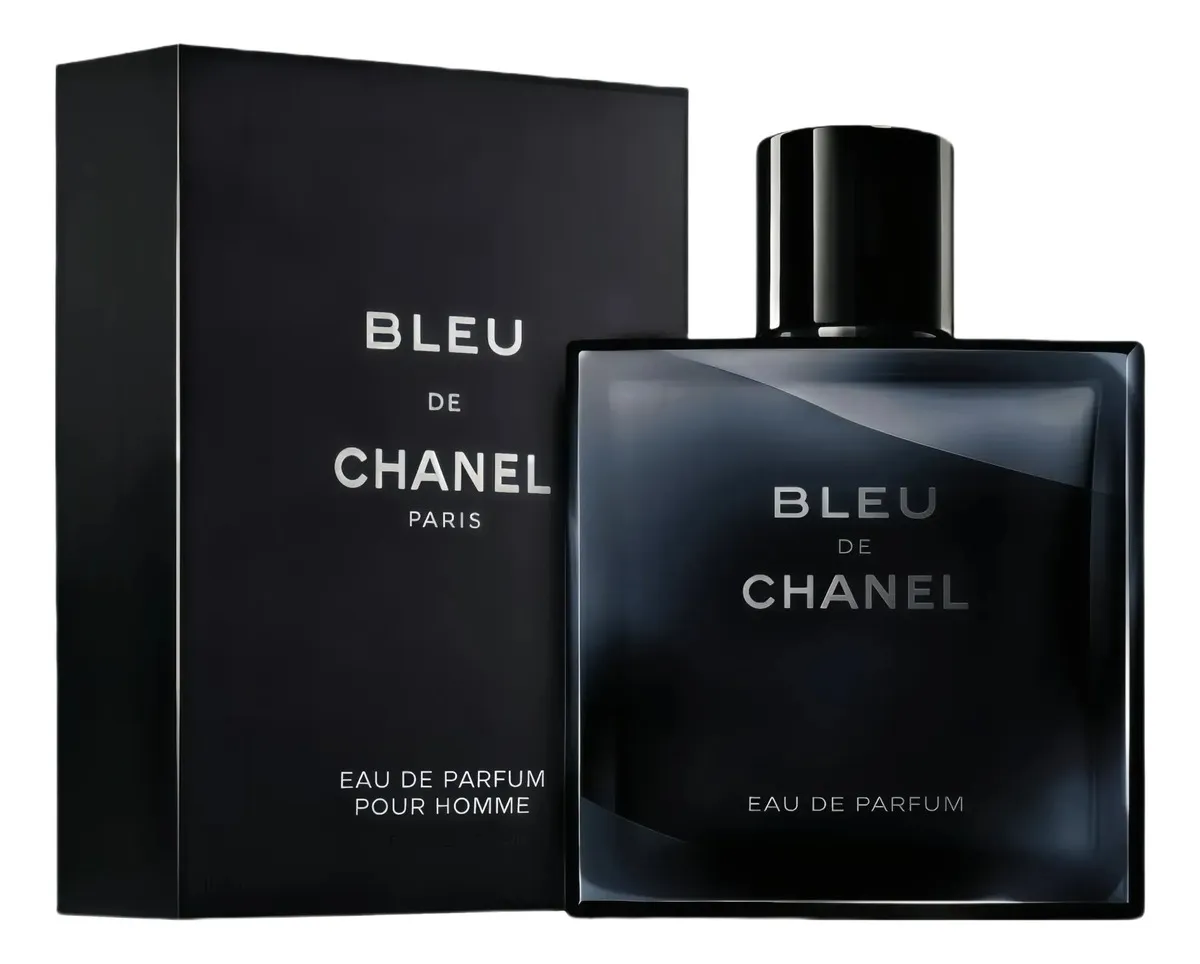 BLEU
DE
CHANEL
PARIS
EAU DE PARFUM
POUR HOMME
BLEU
DE
CHANEL
EAU DE PARFUM